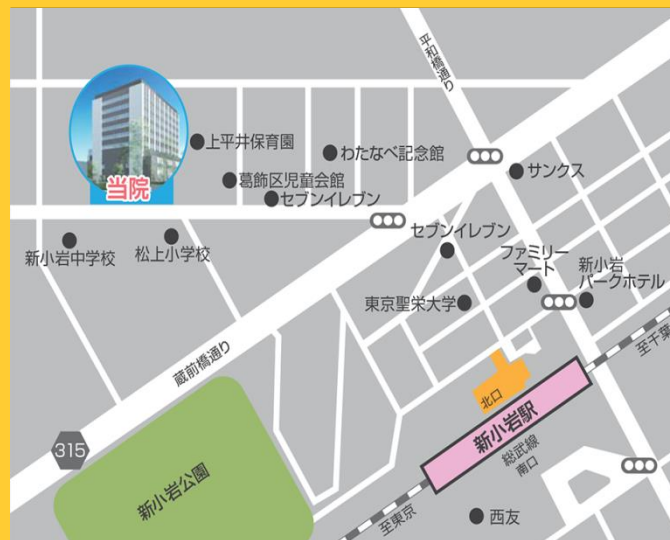 平和橋通り
上平井保育園
わたなべ記念館
サンクス
葛飾区児童会館
セブンイレブン
当院
新小岩中学校
松上小学校
セブンイレブン
ファミリー
マート
新小岩
パークホテル
東京聖栄大学
蔵前橋通り
至千葉
北口
新小岩駅
総武線
南口
315
新小岩公園
至東京
西友